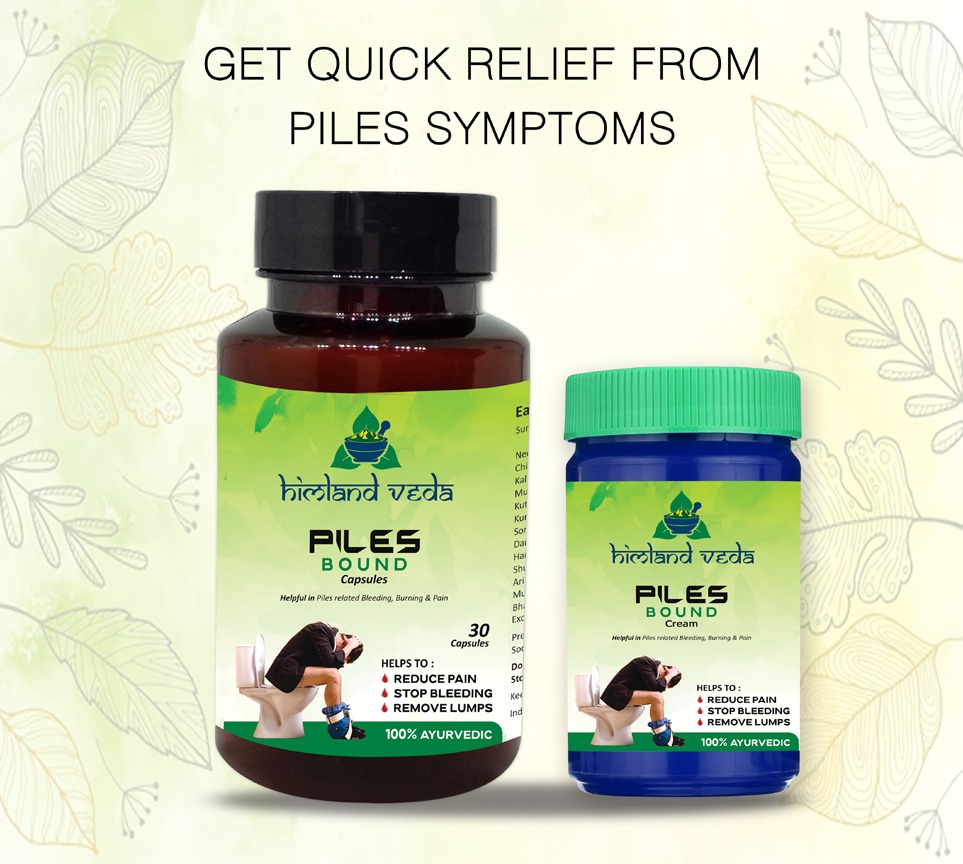 GET QUICK RELIEF FROM
PILES SYMPTOMS
himland veda
PILES
BOUND
Capsules
Helpful in Piles related Bleeding, Burning & Pain
30
Capsules
HELPS TO :
REDUCE PAIN
STOP BLEEDING
REMOVE LUMPS
100% AYURVEDIC
himland veda
PILES
BOUND
Cream
Helpful in Piles related Bleeding, Burning & Pain
HELPS TO :
REDUCE PAIN
STOP BLEEDING
REMOVE LUMPS
100% AYURVEDIC